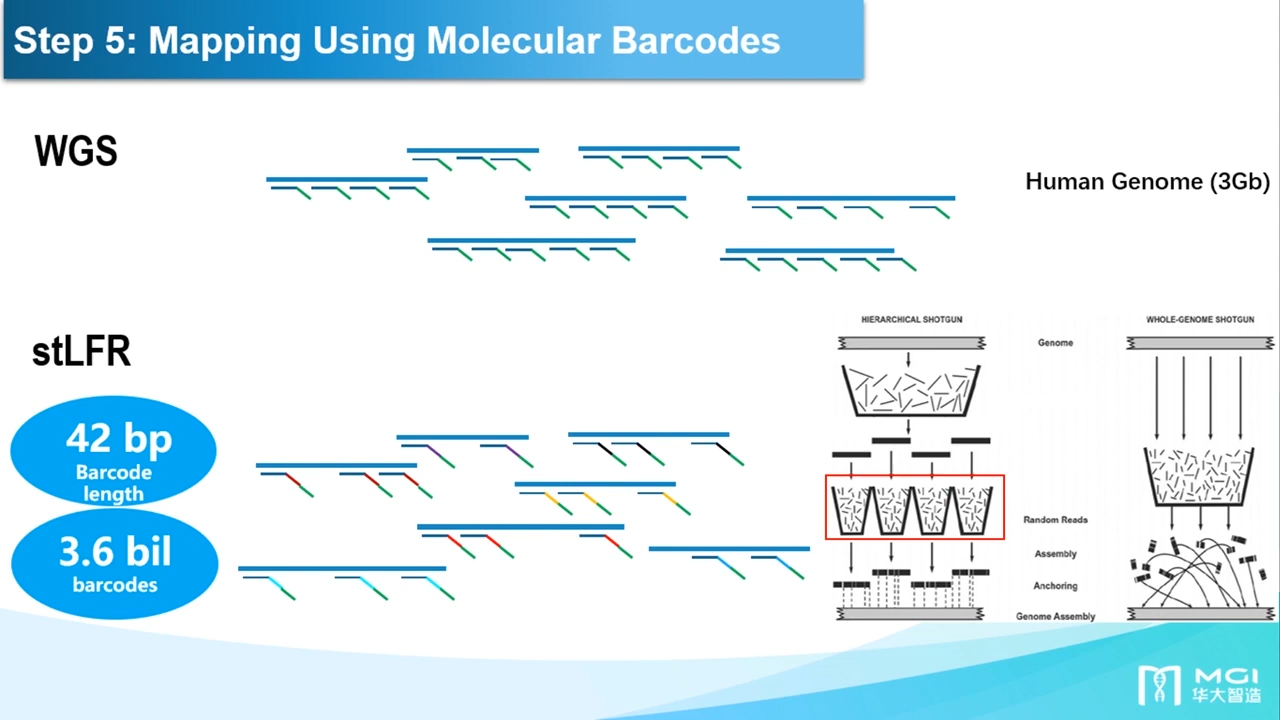 Step 5: Mapping Using Molecular Barcodes
WGS
Human Genome (3Gb)
stLFR
42 bp
Barcode
length
3.6 bil
barcodes
HIERARCHICAL SHOTGUN
WHOLE-GENOME SHOTGUN
Genome
Random Reads
Assembly
Anchoring
Genome Assembly
MGI
华大智造